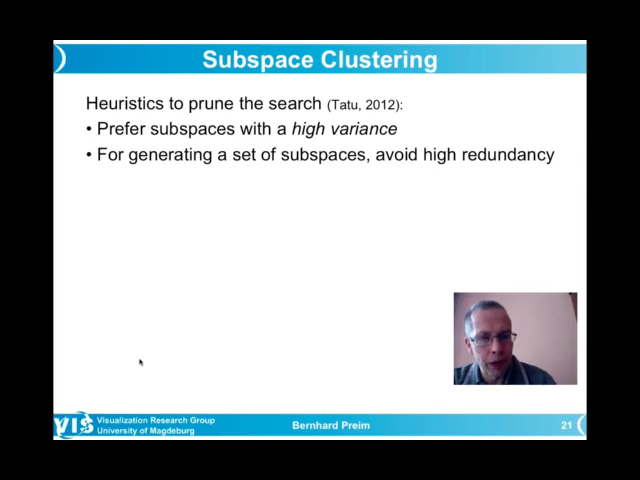 Subspace Clustering
Heuristics to prune the search (Tatu, 2012):
• Prefer subspaces with a high variance
• For generating a set of subspaces, avoid high redundancy
VIS
Visualization Research Group
University of Magdeburg
Bernhard Preim
21